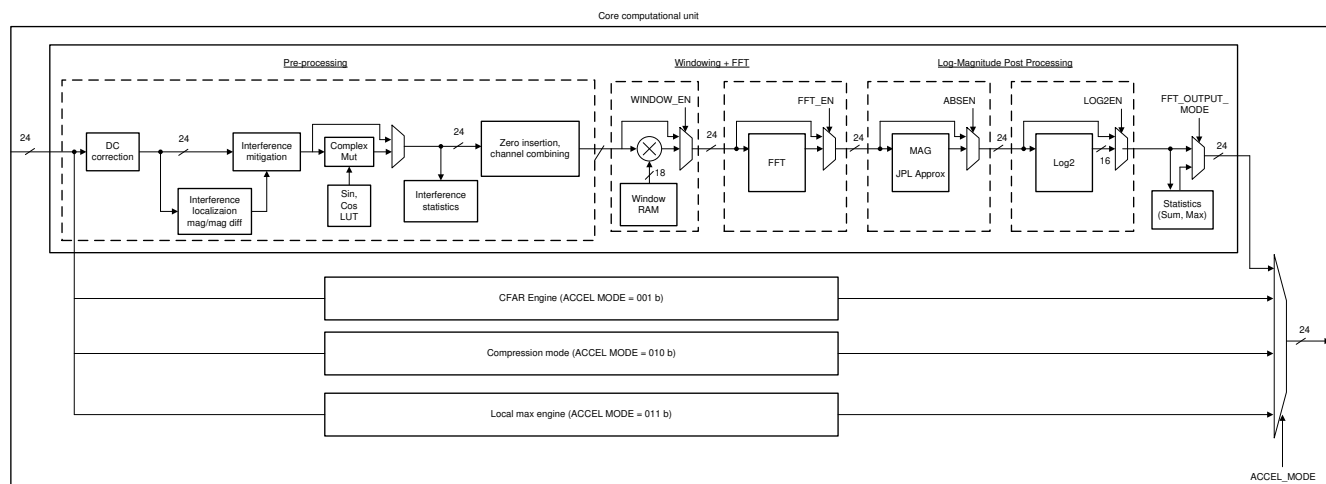 Core computational unit
Pre-processing
Windowing + FFT
Log-Magnitude Post Processing
WINDOW_EN
FFT_EN
ABSEN
LOG2EN
FFT_OUTPUT_
MODE
24
DC
correction
24
Interference
mitigation
Complex
Mut
24
Zero insertion,
channel combining
24
FFT
24
MAG
JPL Approx
24
Log2
16
24
Interference
localizaion
mag/mag diff
Sin,
Cos
LUT
Interference
statistics
18
Window
RAM
Statistics
(Sum, Max)
CFAR Engine (ACCEL MODE = 001 b)
24
Compression mode (ACCEL MODE = 010 b)
Local max engine (ACCEL MODE = 011 b)
ACCEL_MODE